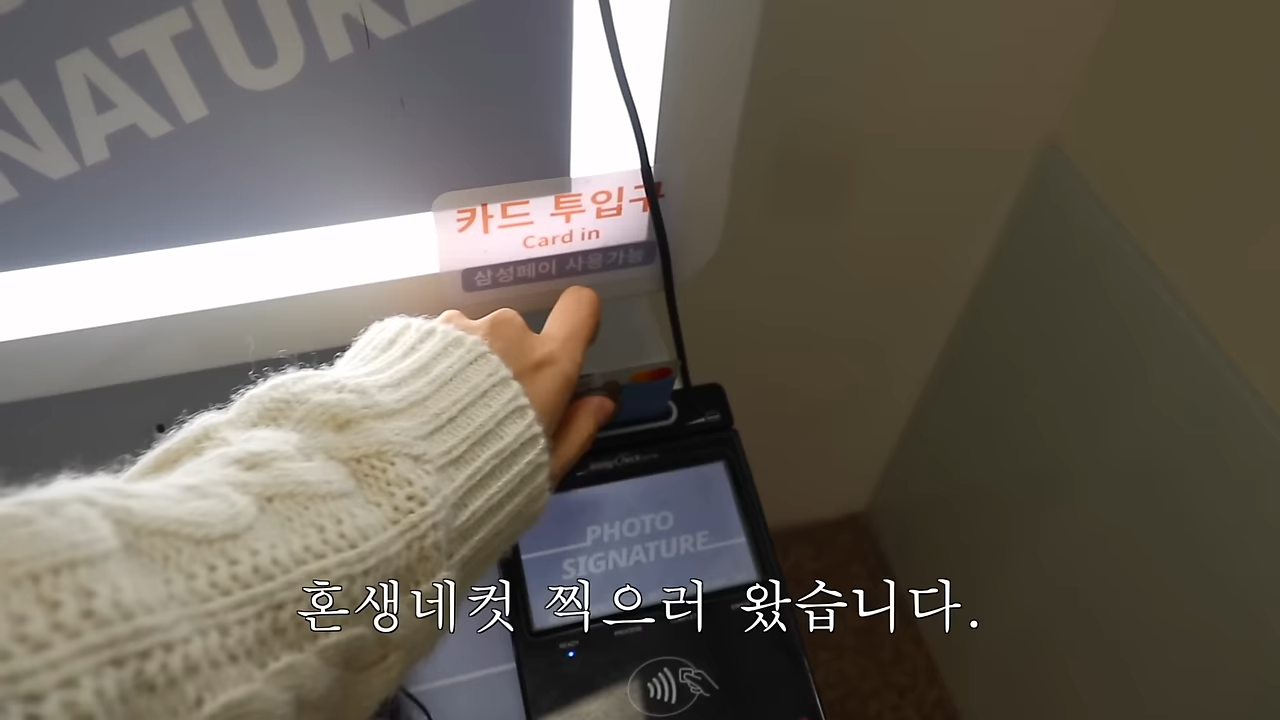 NATURE
카드 투입구
Card in
삼성페이 사용가능
PHOTO
SIGNATURE
혼생네컷 찍으러 왔습니다.